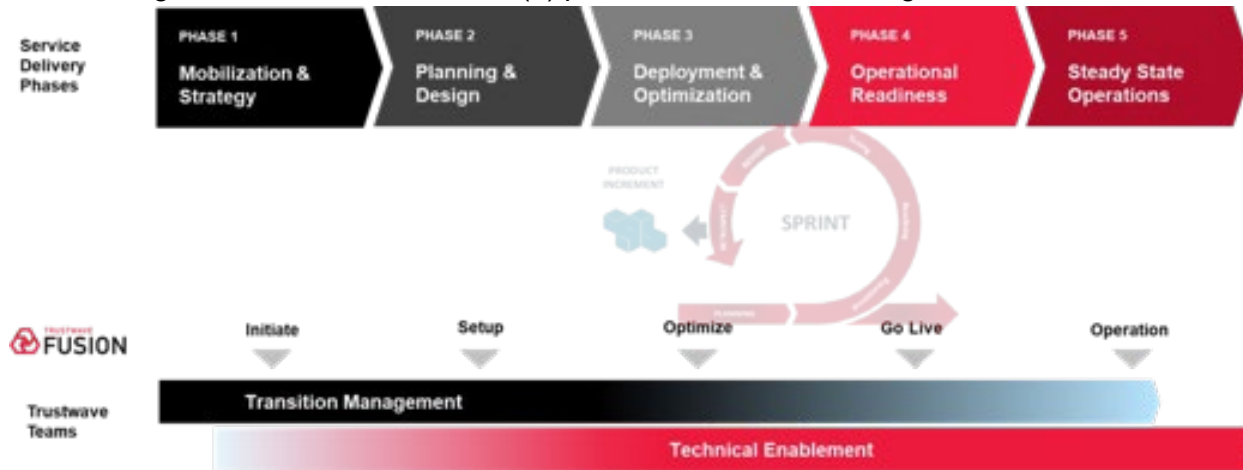 Service
Delivery
Phases
PHASE 1
Mobilization &
Strategy
PHASE 2
Planning &
Design
PHASE 3
Deployment &
Optimization
PHASE 4
Operational
Readiness
PHASE 5
Steady State
Operations
PRODUCT
INCREMENT
SPRINT
PLANNING
TRUSTWAVE
FUSION
Initiate
Setup
Optimize
Go Live
Operation
Trustwave
Teams
Transition Management
Technical Enablement